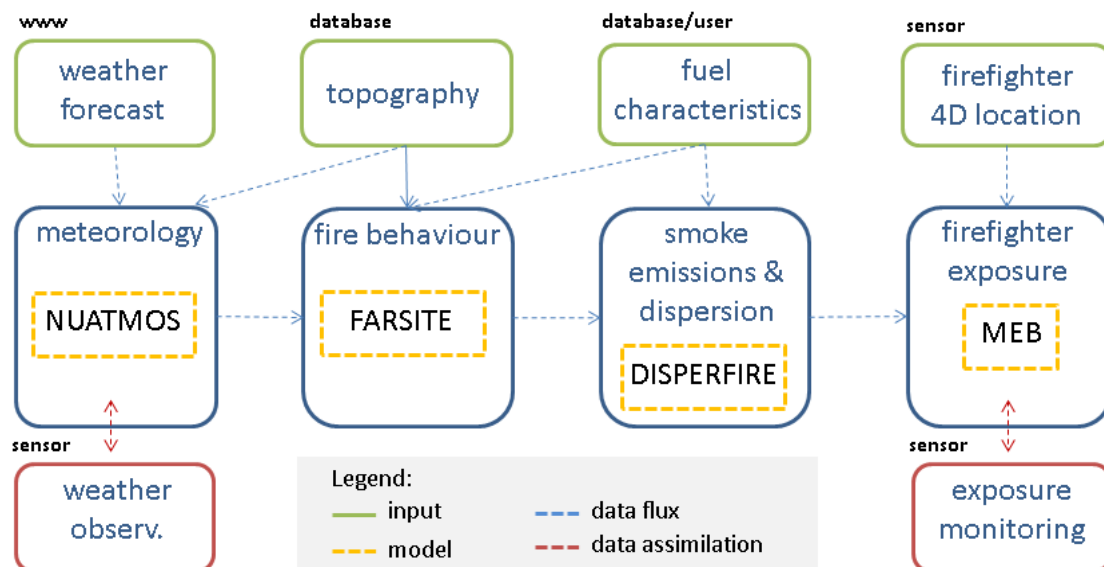 www
database
database/user
sensor
weather
forecast
topography
fuel
characteristics
firefighter
4D location
meteorology
NUATMOS
fire behaviour
FARSITE
smoke
emissions &
dispersion
DISPERFIRE
firefighter
exposure
MEB
sensor
weather
observ.
sensor
exposure
monitoring
Legend:
input
data flux
model
data assimilation